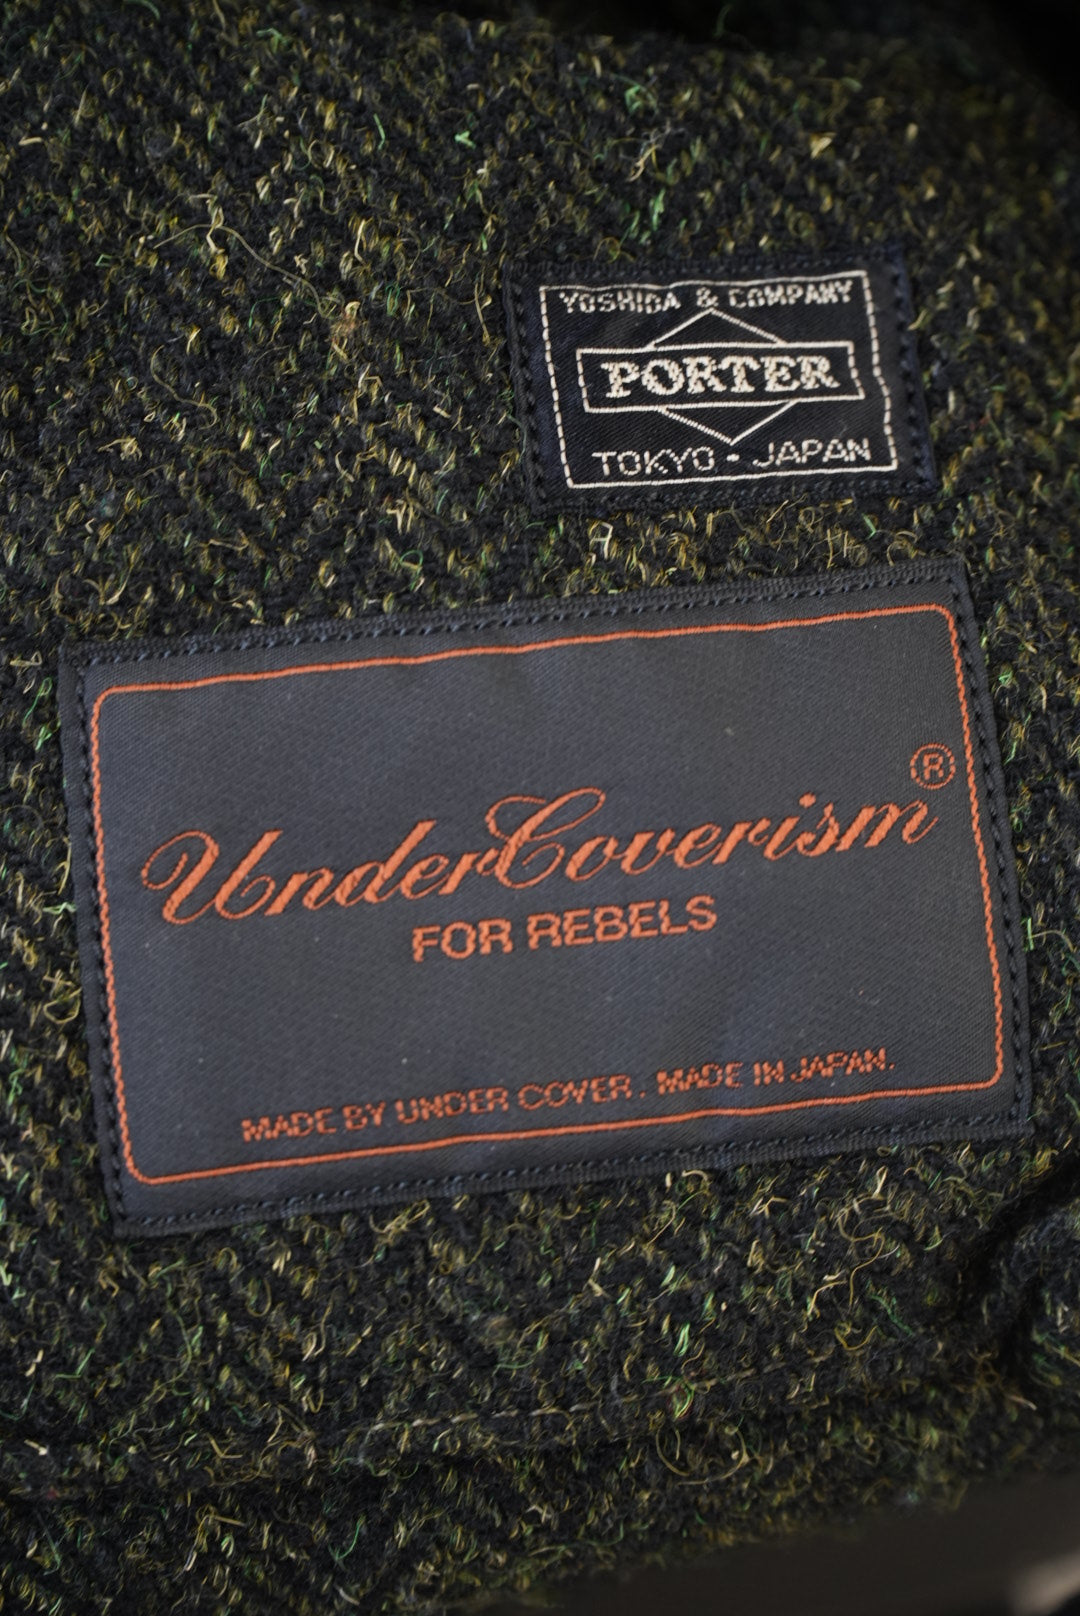 YOSHIDA & COMPANY
PORTER
TOKYO · JAPAN
UnderCoverism®
FOR REBELS
MADE BY UNDER COVER. MADE IN JAPAN.